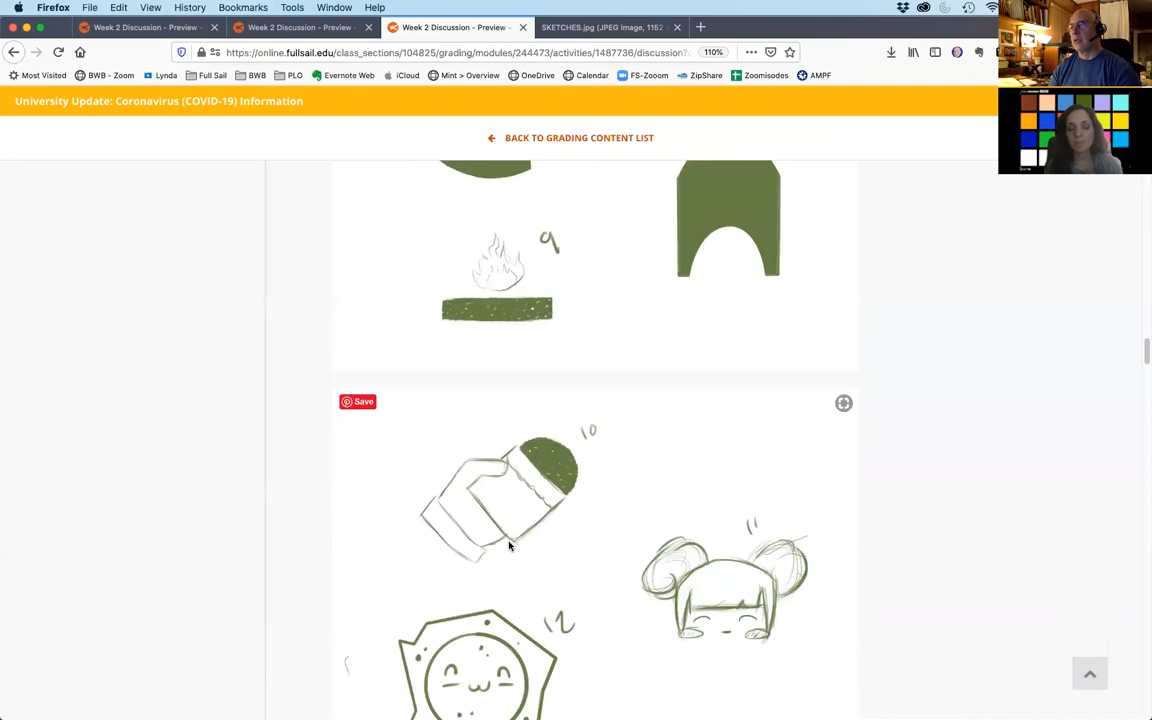 Firefox File Edit View History Bookmarks Tools Window Help
Week 2 Discussion - Preview
Week 2 Discussion - Preview
Week 2 Discussion - Preview
SKETCHES.jpg (JPEG Image, 1152
https://online.fullsail.edu/class_sections/104825/grading/modules/244473/activities/1487736/discussion?
110%
Most Visited BWB - Zoom Lynda Full Sail BWB PLO Evernote Web iCloud Mint > Overview OneDrive Calendar FS-Zooom ZipShare Zoomisodes AMPF
University Update: Coronavirus (COVID-19) Information
BACK TO GRADING CONTENT LIST
9
Save
10
11
12